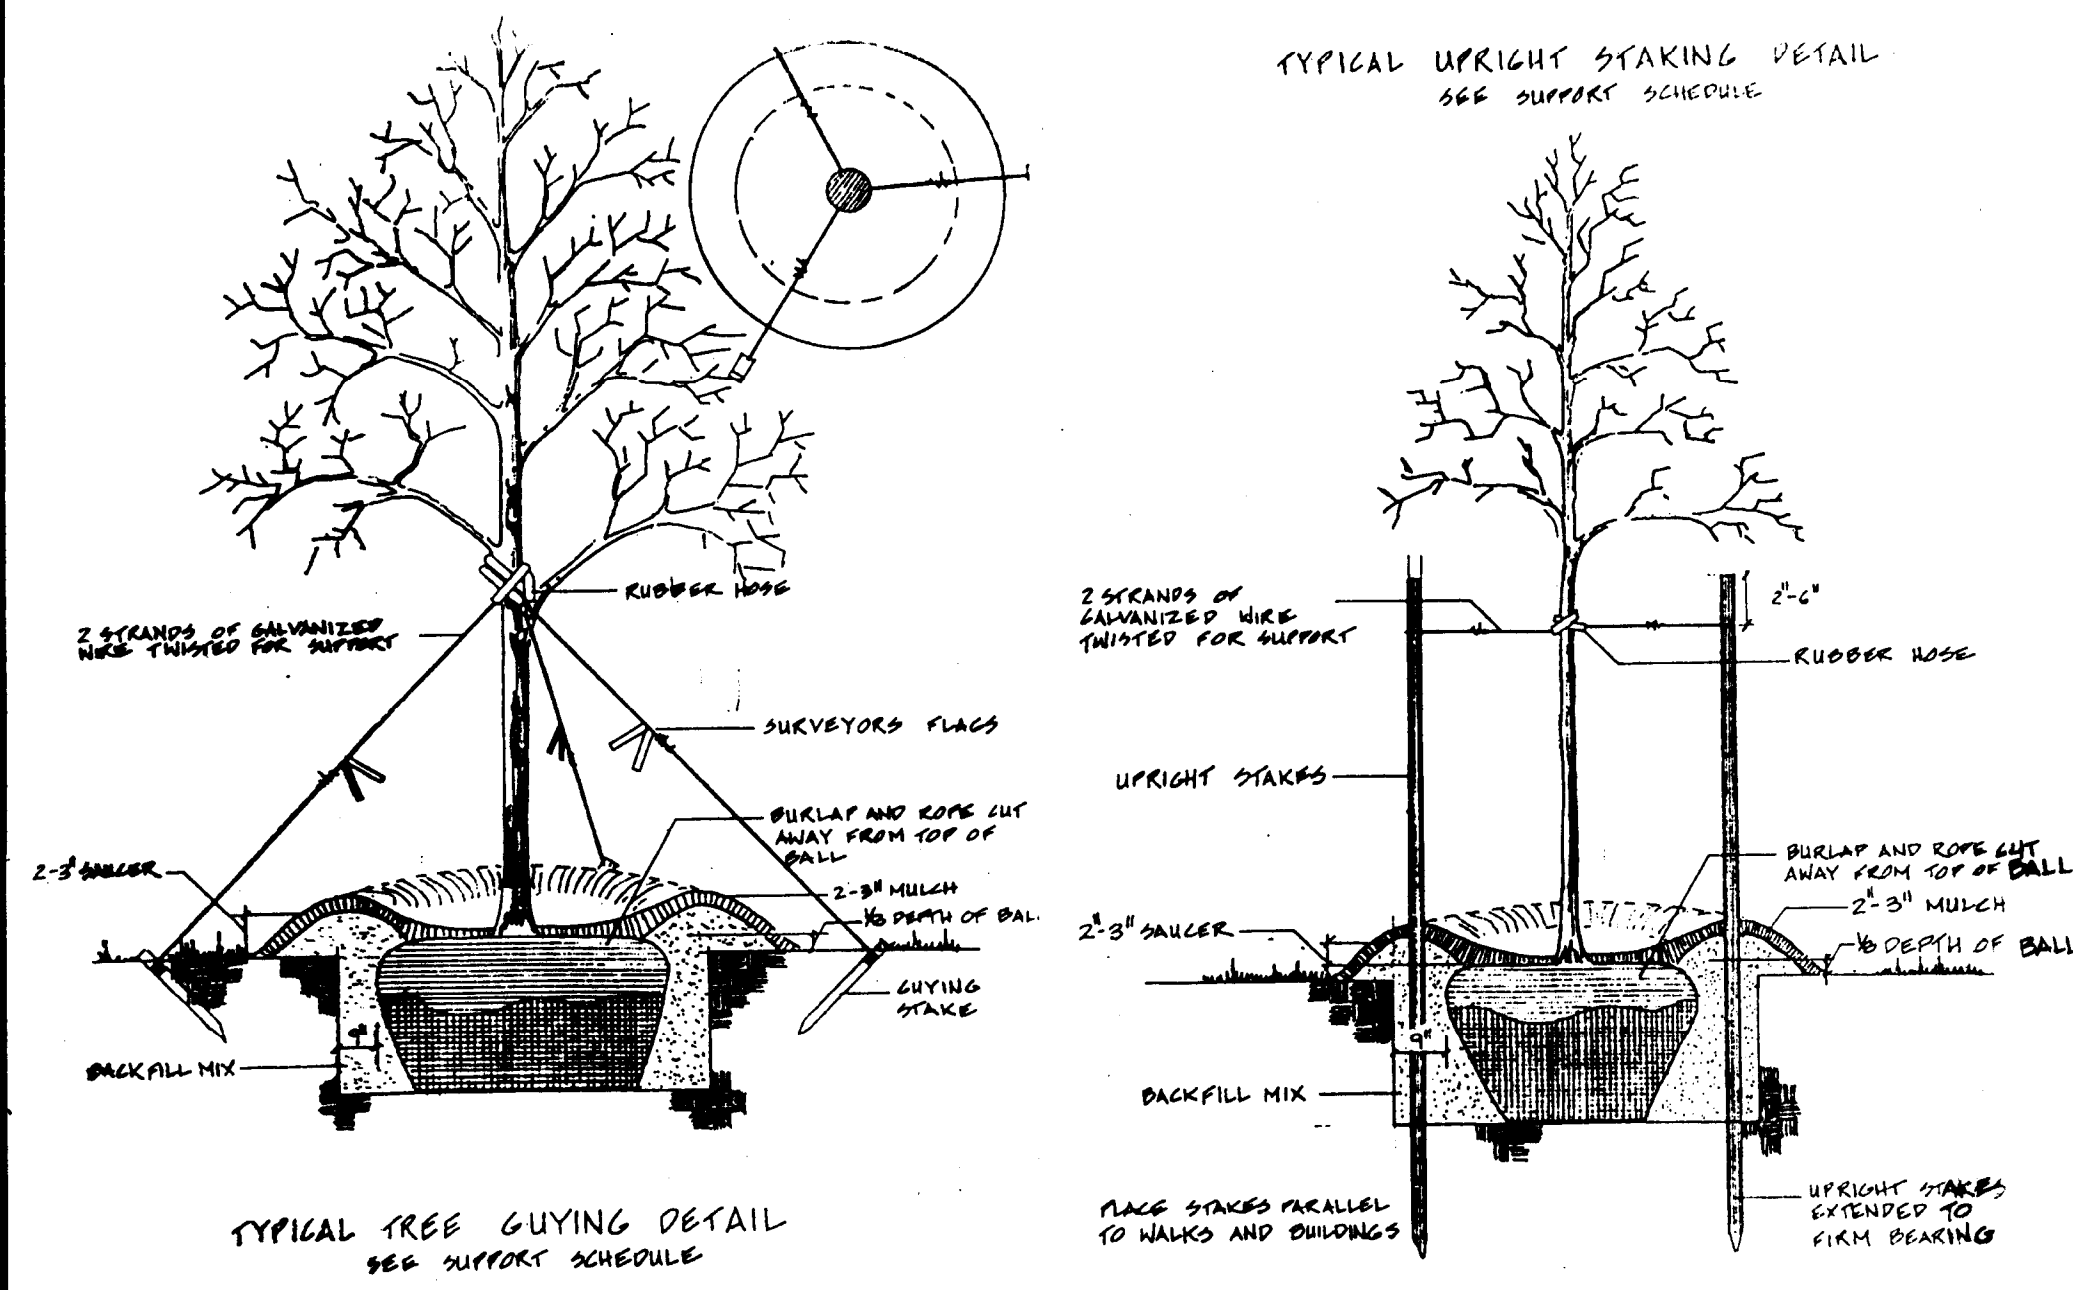 TYPICAL UPRIGHT STAKING DETAIL
SEE SUPPORT SCHEDULE
RUBBER HOSE
2 STRANDS OF GALVANIZED
WIRE TWISTED FOR SUPPORT
SURVEYORS FLAGS
BURLAP AND ROPE CUT
AWAY FROM TOP OF
BALL
2-3" SAUCER
2-3" MULCH
1/3 DEPTH OF BAL
GUYING
STAKE
9"
BACKFILL MIX
TYPICAL TREE GUYING DETAIL
SEE SUPPORT SCHEDULE
2 STRANDS OF
GALVANIZED WIRE
TWISTED FOR SUPPORT
2"-6"
RUBBER HOSE
UPRIGHT STAKES
BURLAP AND ROPE CUT
AWAY FROM TOP OF BALL
2"-3" MULCH
2"-3" SAUCER
1/3 DEPTH OF BALL
9"
BACKFILL MIX
PLACE STAKES PARALLEL
TO WALKS AND BUILDINGS
UPRIGHT STAKES
EXTENDED TO
FIRM BEARING